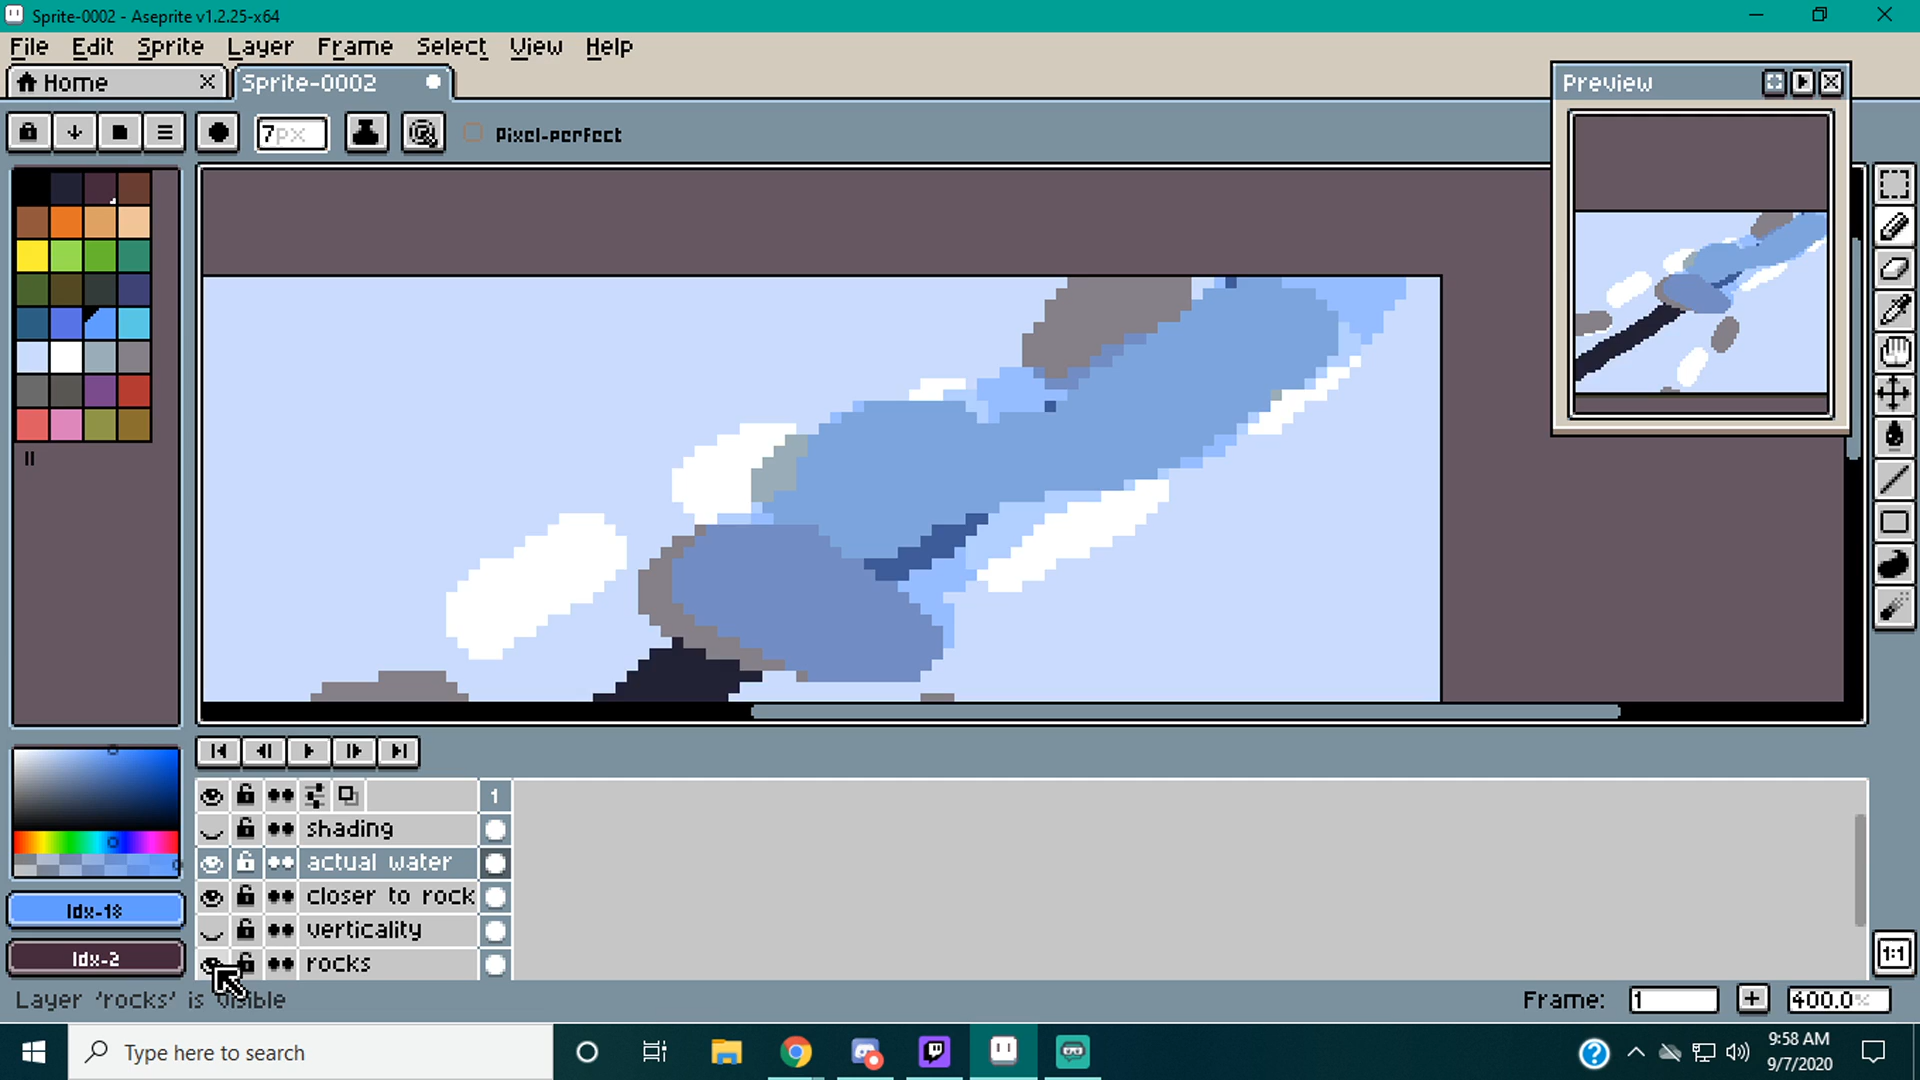 Sprite-0002 - Aseprite v1.2.25-x64
File Edit Sprite Layer Frame Select View Help
Home
Sprite-0002
Preview
7px
Pixel-perfect
1
shading
actual water
closer to rock
verticality
rocks
Idx-18
Idx-2
1:1
Layer 'rocks' is visible
Frame: 1
400.0%
Type here to search
9:58 AM
9/7/2020